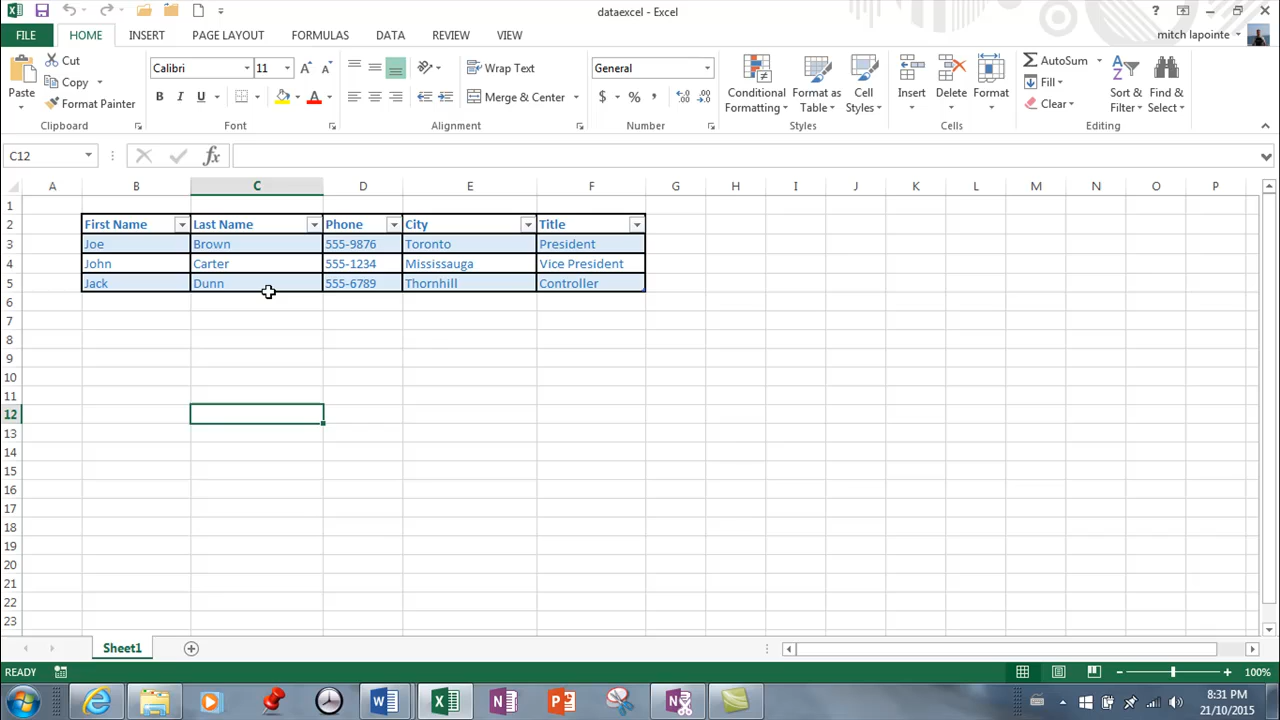 dataexcel - Excel
?
FILE HOME INSERT PAGE LAYOUT FORMULAS DATA REVIEW VIEW mitch lapointe
Paste Cut Copy Format Painter
Calibri 11
B I U A
Wrap Text
Merge & Center
General
$ % ,
Conditional Formatting
Format as Table
Cell Styles
Insert Delete Format
AutoSum
Fill
Clear
Sort & Filter
Find & Select
Clipboard Font Alignment Number Styles Cells Editing
C12 fx
A B C D E F G H I J K L M N O P
1
2 First Name Last Name Phone City Title
3 Joe Brown 555-9876 Toronto President
4 John Carter 555-1234 Mississauga Vice President
5 Jack Dunn 555-6789 Thornhill Controller
6
7
8
9
10
11
12
13
14
15
16
17
18
19
20
21
22
23
Sheet1
READY 100%
8:31 PM
21/10/2015